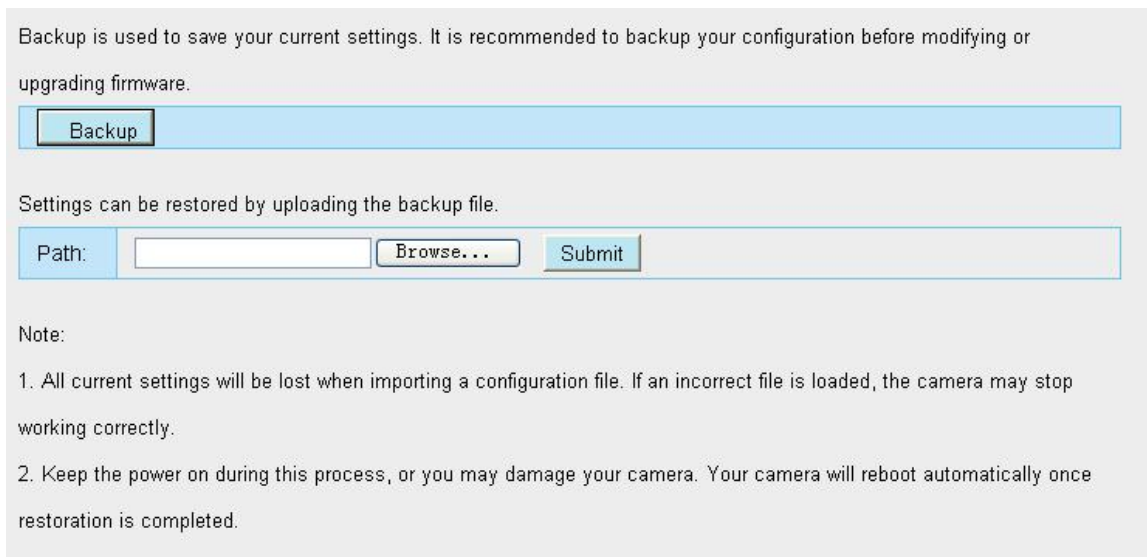 Backup is used to save your current settings. It is recommended to backup your configuration before modifying or
upgrading firmware.
Backup
Settings can be restored by uploading the backup file.
Path: Browse... Submit
Note:
1. All current settings will be lost when importing a configuration file. If an incorrect file is loaded, the camera may stop
working correctly.
2. Keep the power on during this process, or you may damage your camera. Your camera will reboot automatically once
restoration is completed.